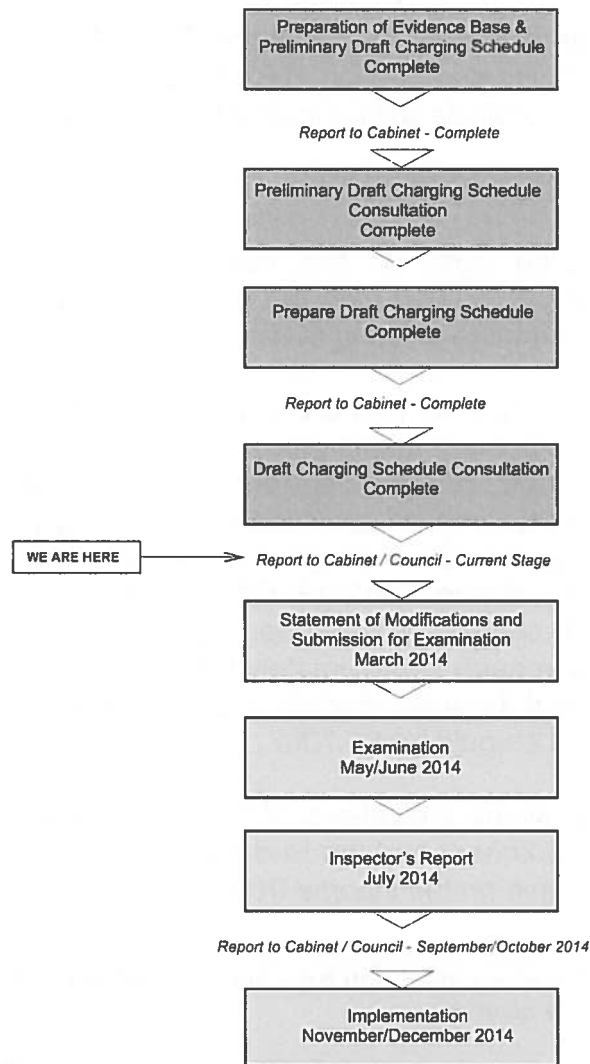 Preparation of Evidence Base &
Preliminary Draft Charging Schedule
Complete
Report to Cabinet - Complete
Preliminary Draft Charging Schedule
Consultation
Complete
Prepare Draft Charging Schedule
Complete
Report to Cabinet - Complete
Draft Charging Schedule Consultation
Complete
WE ARE HERE
Report to Cabinet / Council - Current Stage
Statement of Modifications and
Submission for Examination
March 2014
Examination
May/June 2014
Inspector's Report
July 2014
Report to Cabinet / Council - September/October 2014
Implementation
November/December 2014